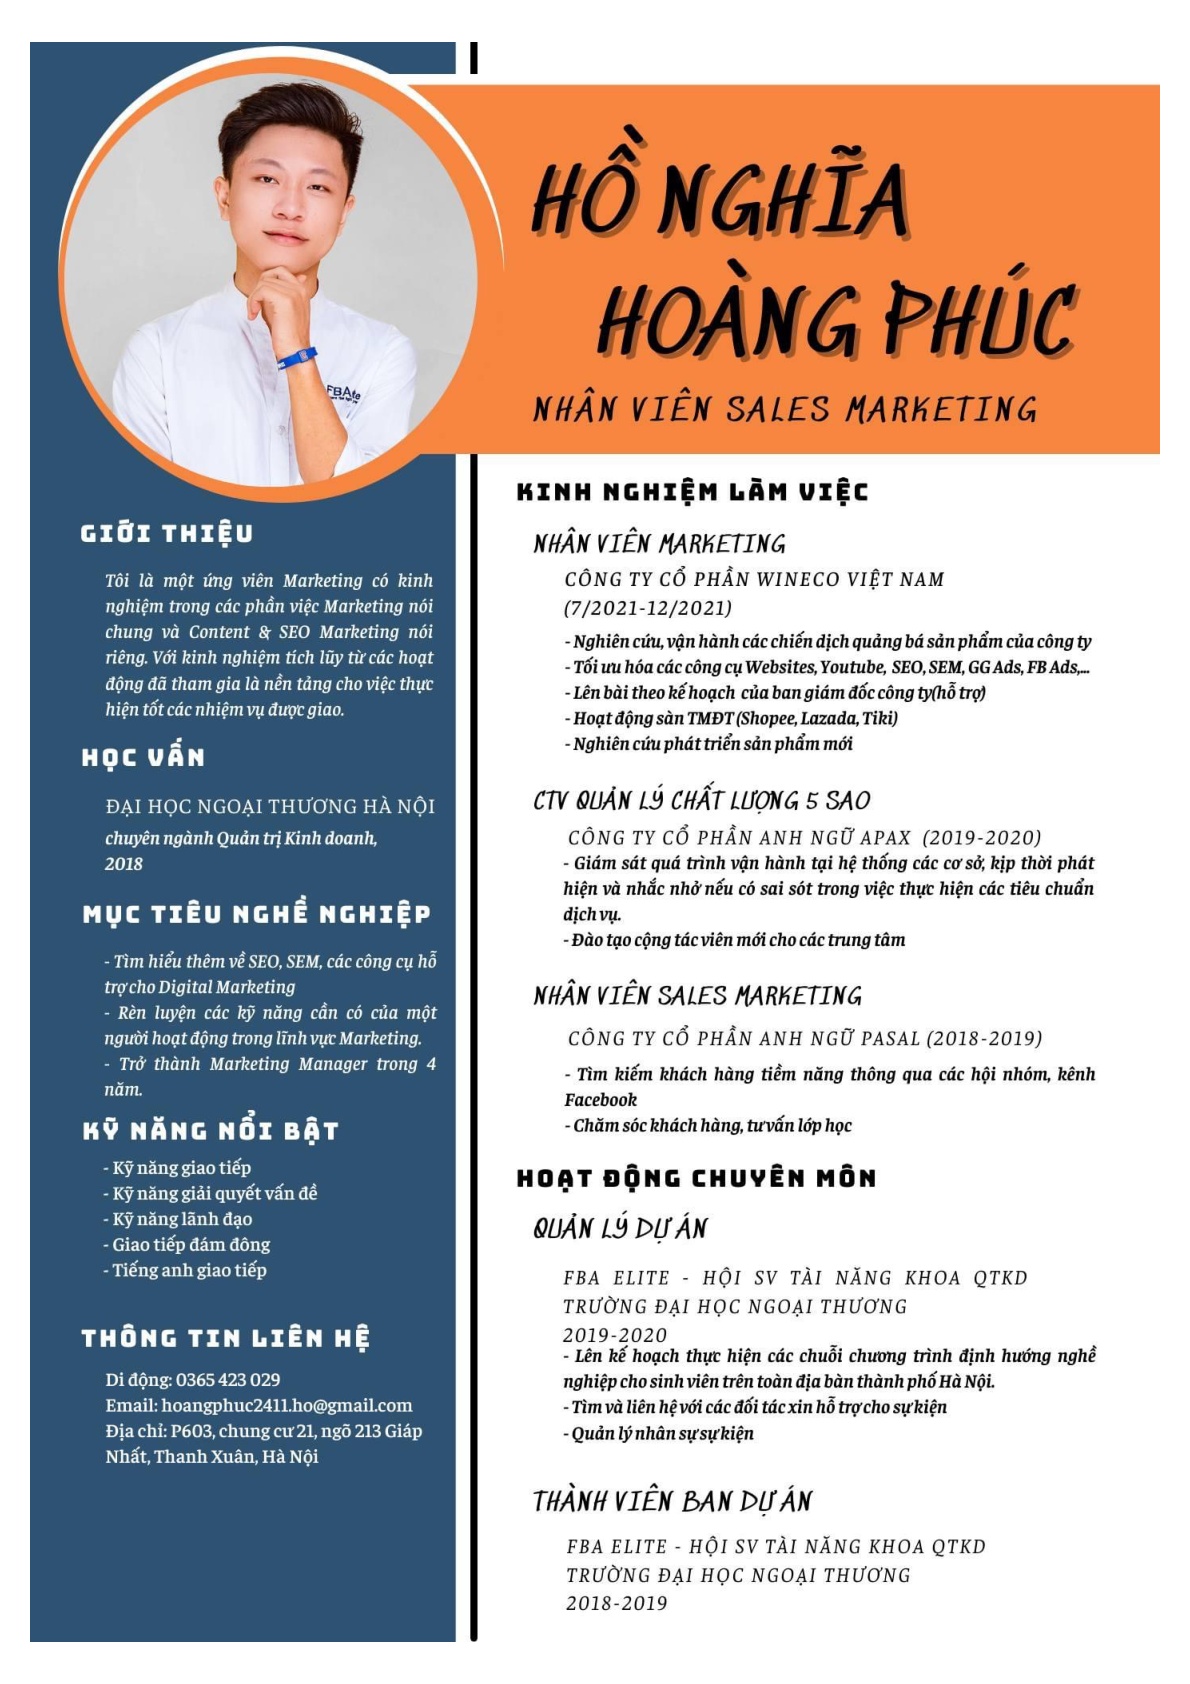 HỒ NGHĨA
HOÀNG PHÚC
NHÂN VIÊN SALES MARKETING
GIỚI THIỆU
Tôi là một ứng viên Marketing có kinh
nghiệm trong các phần việc Marketing nói
chung và Content & SEO Marketing nói
riêng. Với kinh nghiệm tích lũy từ các hoạt
động đã tham gia là nền tảng cho việc thực
hiện tốt các nhiệm vụ được giao.
HỌC VẤN
ĐẠI HỌC NGOẠI THƯƠNG HÀ NỘI
chuyên ngành Quản trị Kinh doanh,
2018
MỤC TIÊU NGHỀ NGHIỆP
- Tìm hiểu thêm về SEO, SEM, các công cụ hỗ
trợ cho Digital Marketing
- Rèn luyện các kỹ năng cần có của một
người hoạt động trong lĩnh vực Marketing.
- Trở thành Marketing Manager trong 4
năm.
KỸ NĂNG NỔI BẬT
- Kỹ năng giao tiếp
- Kỹ năng giải quyết vấn đề
- Kỹ năng lãnh đạo
- Giao tiếp đám đông
- Tiếng anh giao tiếp
THÔNG TIN LIÊN HỆ
Di động: 0365 423 029
Email: hoangphuc2411.ho@gmail.com
Địa chỉ: P603, chung cư 21, ngõ 213 Giáp
Nhất, Thanh Xuân, Hà Nội
KINH NGHIỆM LÀM VIỆC
NHÂN VIÊN MARKETING
CÔNG TY CỔ PHẦN WINECO VIỆT NAM
(7/2021-12/2021)
- Nghiên cứu, vận hành các chiến dịch quảng bá sản phẩm của công ty
- Tối ưu hóa các công cụ Websites, Youtube, SEO, SEM, GG Ads, FB Ads,...
- Lên bài theo kế hoạch của ban giám đốc công ty(hỗ trợ)
- Hoạt động sàn TMĐT (Shopee, Lazada, Tiki)
- Nghiên cứu phát triển sản phẩm mới
CTV QUẢN LÝ CHẤT LƯỢNG 5 SAO
CÔNG TY CỔ PHẦN ANH NGỮ APAX (2019-2020)
- Giám sát quá trình vận hành tại hệ thống các cơ sở, kịp thời phát
hiện và nhắc nhở nếu có sai sót trong việc thực hiện các tiêu chuẩn
dịch vụ.
- Đào tạo cộng tác viên mới cho các trung tâm
NHÂN VIÊN SALES MARKETING
CÔNG TY CỔ PHẦN ANH NGỮ PASAL (2018-2019)
- Tìm kiếm khách hàng tiềm năng thông qua các hội nhóm, kênh
Facebook
- Chăm sóc khách hàng, tư vấn lớp học
HOẠT ĐỘNG CHUYÊN MÔN
QUẢN LÝ DỰ ÁN
FBA ELITE - HỘI SV TÀI NĂNG KHOA QTKD
TRƯỜNG ĐẠI HỌC NGOẠI THƯƠNG
2019-2020
- Lên kế hoạch thực hiện các chuỗi chương trình định hướng nghề
nghiệp cho sinh viên trên toàn địa bàn thành phố Hà Nội.
- Tìm và liên hệ với các đối tác xin hỗ trợ cho sự kiện
- Quản lý nhân sự sự kiện
THÀNH VIÊN BAN DỰ ÁN
FBA ELITE - HỘI SV TÀI NĂNG KHOA QTKD
TRƯỜNG ĐẠI HỌC NGOẠI THƯƠNG
2018-2019